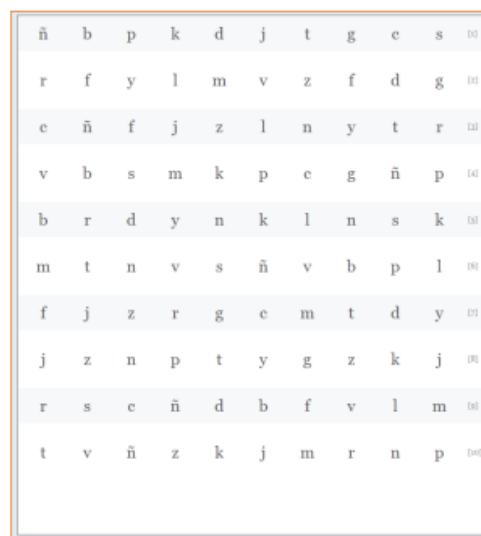 ñ b p k d j t g c s [1]
r f y l m v z f d g [2]
c ñ f j z l n y t r [3]
v b s m k p c g ñ p [4]
b r d y n k l n s k [5]
m t n v s ñ v b p l [6]
f j z r g c m t d y [7]
j z n p t y g z k j [8]
r s c ñ d b f v l m [9]
t v ñ z k j m r n p [10]